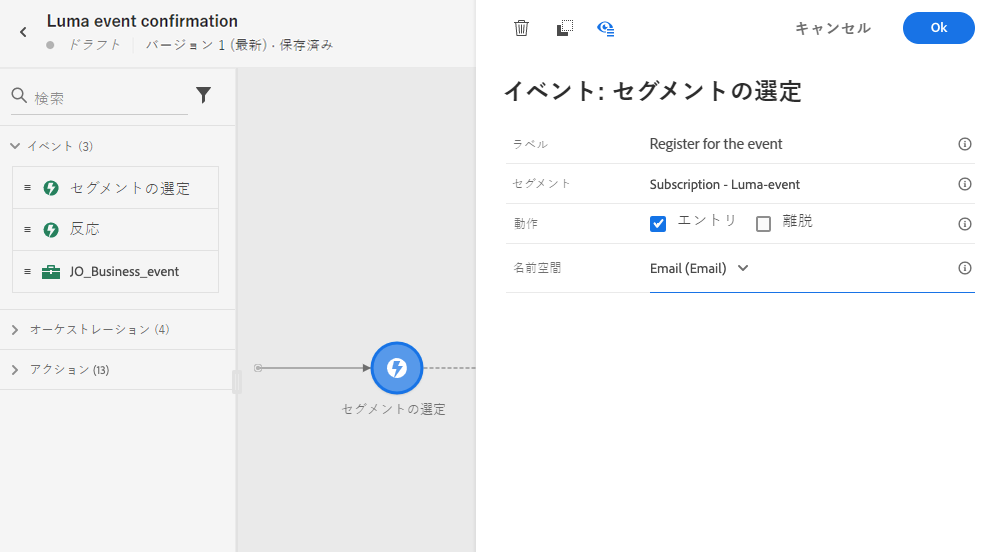 Luma event confirmation
ドラフト バージョン 1 (最新) · 保存済み
検索
イベント (3)
セグメントの選定
反応
JO_Business_event
オーケストレーション (4)
アクション (13)
セグメントの選定
キャンセル Ok
イベント: セグメントの選定
ラベル Register for the event
セグメント Subscription - Luma-event
動作 エントリ 離脱
名前空間 Email (Email)